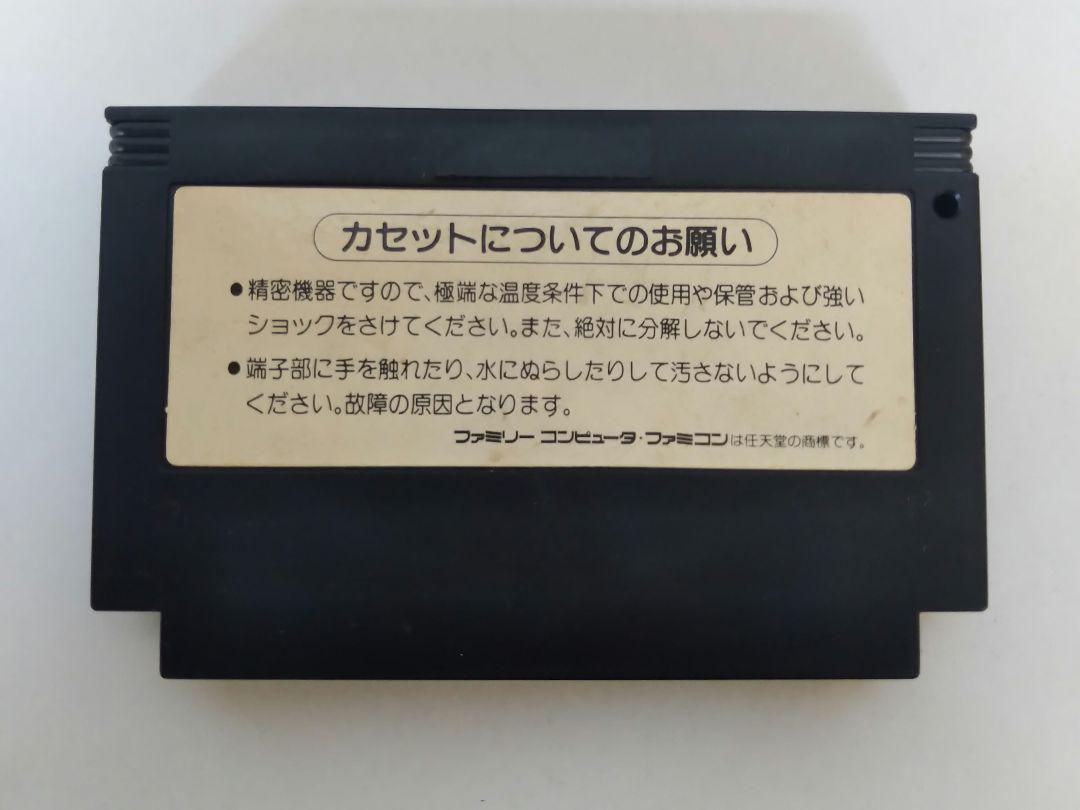 カセットについてのお願い
●精密機器ですので、極端な温度条件下での使用や保管および強い
ショックをさけてください。また、絶対に分解しないでください。
●端子部に手を触れたり、水にぬらしたりして汚さないようにして
ください。故障の原因となります。
ファミリー コンピュータ・ファミコンは任天堂の商標です。